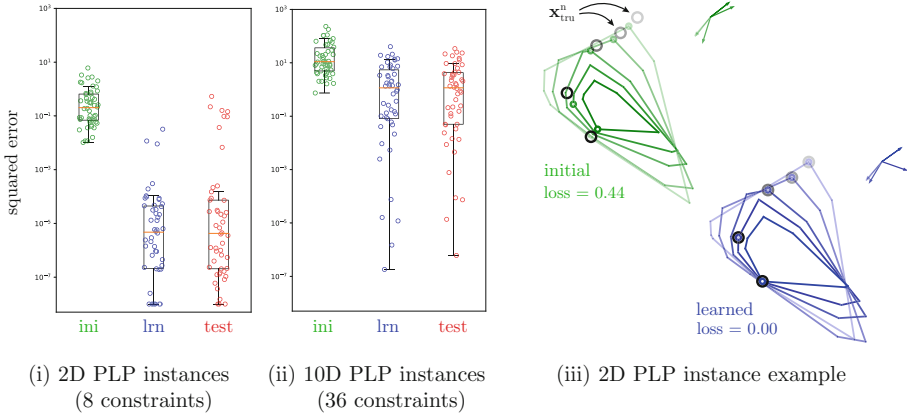 squared error
10³
10¹
10⁻¹
10⁻³
10⁻⁵
10⁻⁷
ini lrn test
(i) 2D PLP instances
(8 constraints)
10³
10¹
10⁻¹
10⁻³
10⁻⁵
10⁻⁷
ini lrn test
(ii) 10D PLP instances
(36 constraints)
xⁿtru
initial
loss = 0.44
learned
loss = 0.00
(iii) 2D PLP instance example